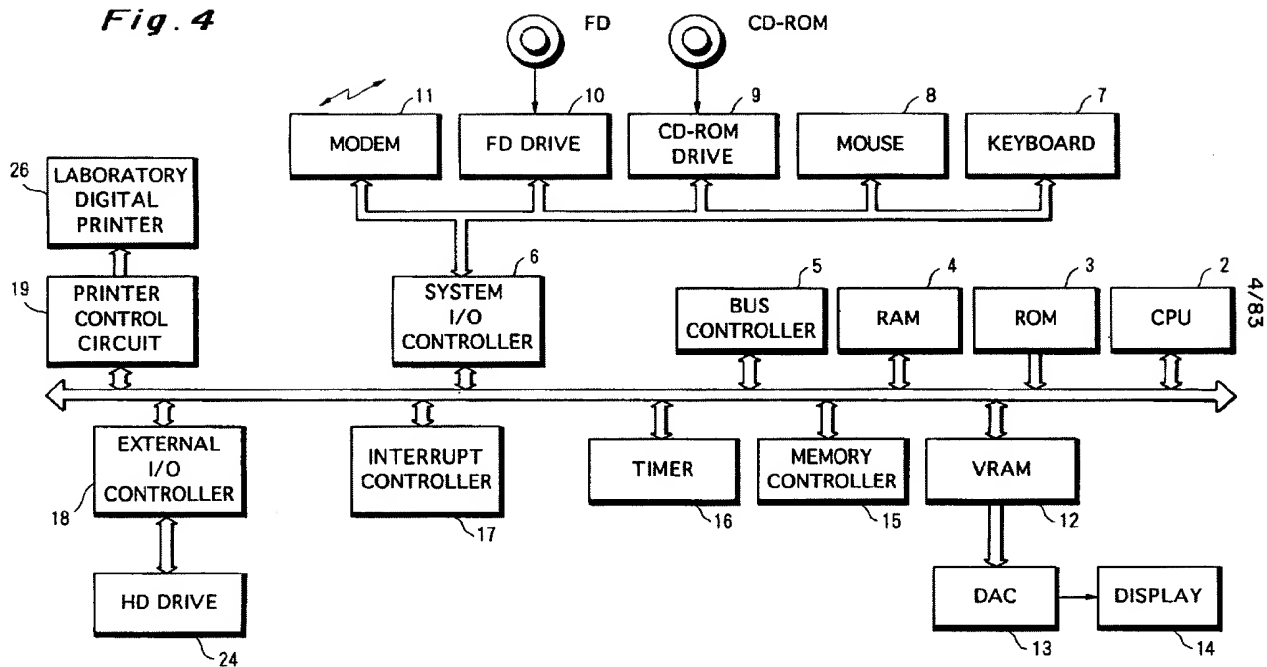 Fig. 4
FD
CD-ROM
11
10
9
8
7
MODEM
FD DRIVE
CD-ROM
DRIVE
MOUSE
KEYBOARD
26
LABORATORY
DIGITAL
PRINTER
19
PRINTER
CONTROL
CIRCUIT
6
SYSTEM
I/O
CONTROLLER
5
BUS
CONTROLLER
4
RAM
3
ROM
2
CPU
4/83
EXTERNAL
I/O
CONTROLLER
18
INTERRUPT
CONTROLLER
17
TIMER
16
MEMORY
CONTROLLER
15
VRAM
12
HD DRIVE
24
DAC
13
DISPLAY
14